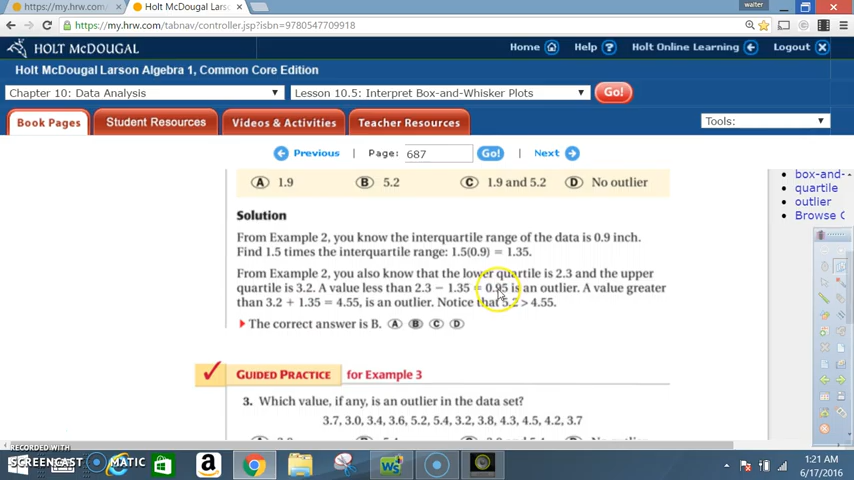 https://my.hrw.com/tabnav/
Holt McDougal Larsc
walter
https://my.hrw.com/tabnav/controller.jsp?isbn=9780547709918
HOLT MCDOUGAL
Home
Help
Holt Online Learning
Logout
Holt McDougal Larson Algebra 1, Common Core Edition
Chapter 10: Data Analysis
Lesson 10.5: Interpret Box-and-Whisker Plots
Go!
Book Pages
Student Resources
Videos & Activities
Teacher Resources
Tools:
Previous | Page: 687 Go! | Next
A 1.9 B 5.2 C 1.9 and 5.2 D No outlier
box-and-
quartile
outlier
Browse C
Solution
From Example 2, you know the interquartile range of the data is 0.9 inch.
Find 1.5 times the interquartile range: 1.5(0.9) = 1.35.
From Example 2, you also know that the lower quartile is 2.3 and the upper
quartile is 3.2. A value less than 2.3 − 1.35 = 0.95 is an outlier. A value greater
than 3.2 + 1.35 = 4.55, is an outlier. Notice that 5.2 > 4.55.
The correct answer is B. A B C D
GUIDED PRACTICE for Example 3
3. Which value, if any, is an outlier in the data set?
3.7, 3.0, 3.4, 3.6, 5.2, 5.4, 3.2, 3.8, 4.3, 4.5, 4.2, 3.7
RECORDED WITH
SCREENCAST MATIC
1:21 AM
6/17/2016